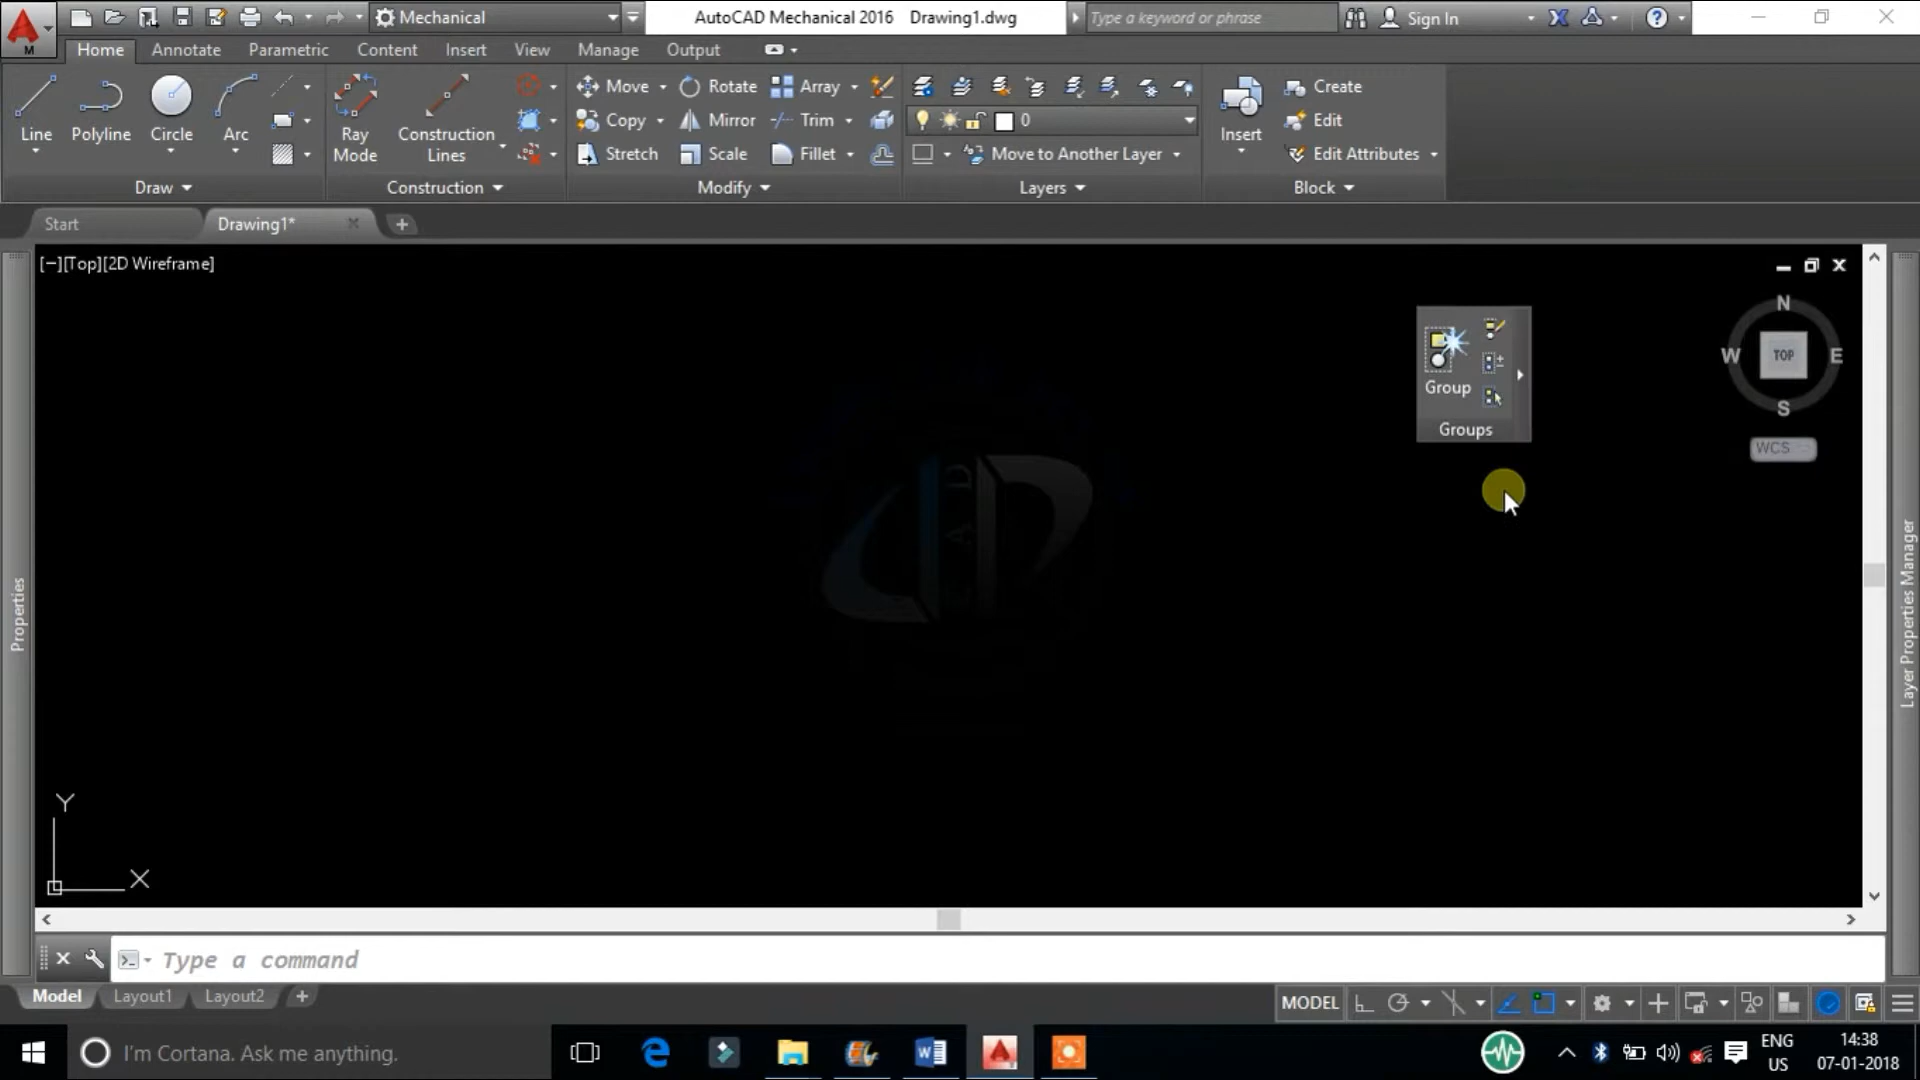 M
Mechanical
AutoCAD Mechanical 2016 Drawing1.dwg
Type a keyword or phrase
Sign In
Home Annotate Parametric Content Insert View Manage Output
Line
Polyline
Circle
Arc
Draw
Ray
Mode
Construction
Lines
Construction
Move Rotate Array
Copy Mirror Trim
Stretch Scale Fillet
Modify
0
Move to Another Layer
Layers
Insert
Create
Edit
Edit Attributes
Block
Start
Drawing1*
[−][Top][2D Wireframe]
Group
Groups
N
W TOP E
S
WCS
CAD
Properties
Layer Properties Manager
Y
X
Type a command
Model Layout1 Layout2
MODEL
I'm Cortana. Ask me anything.
ENG
US
14:38
07-01-2018